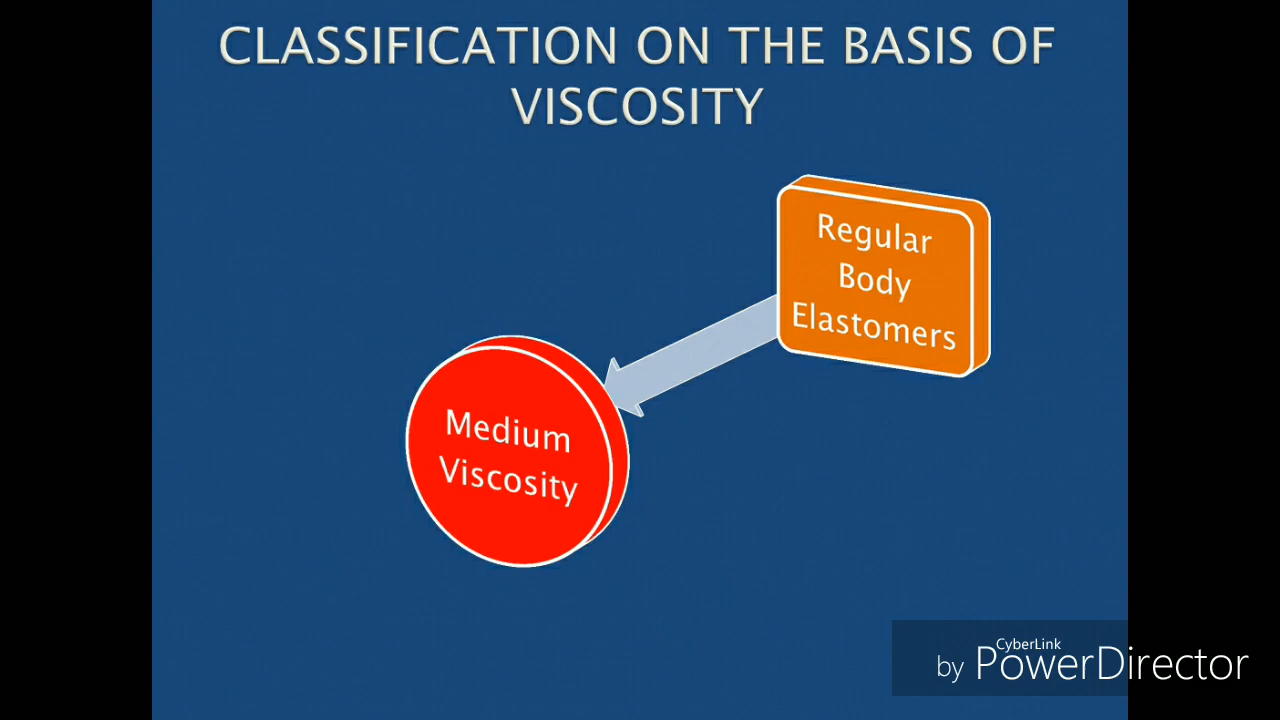 CLASSIFICATION ON THE BASIS OF
VISCOSITY
Regular
Body
Elastomers
Medium
Viscosity
CyberLink
by PowerDirector